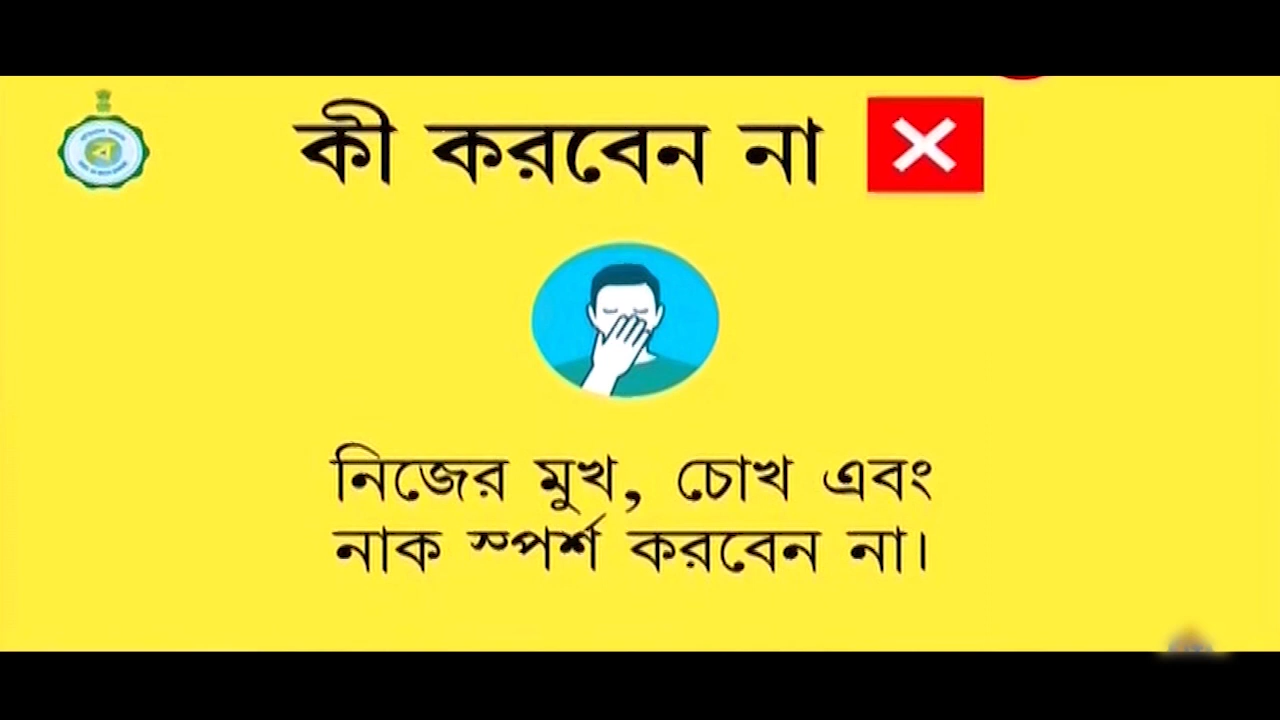 কী করবেন না
নিজের মুখ, চোখ এবং
নাক স্পর্শ করবেন না।